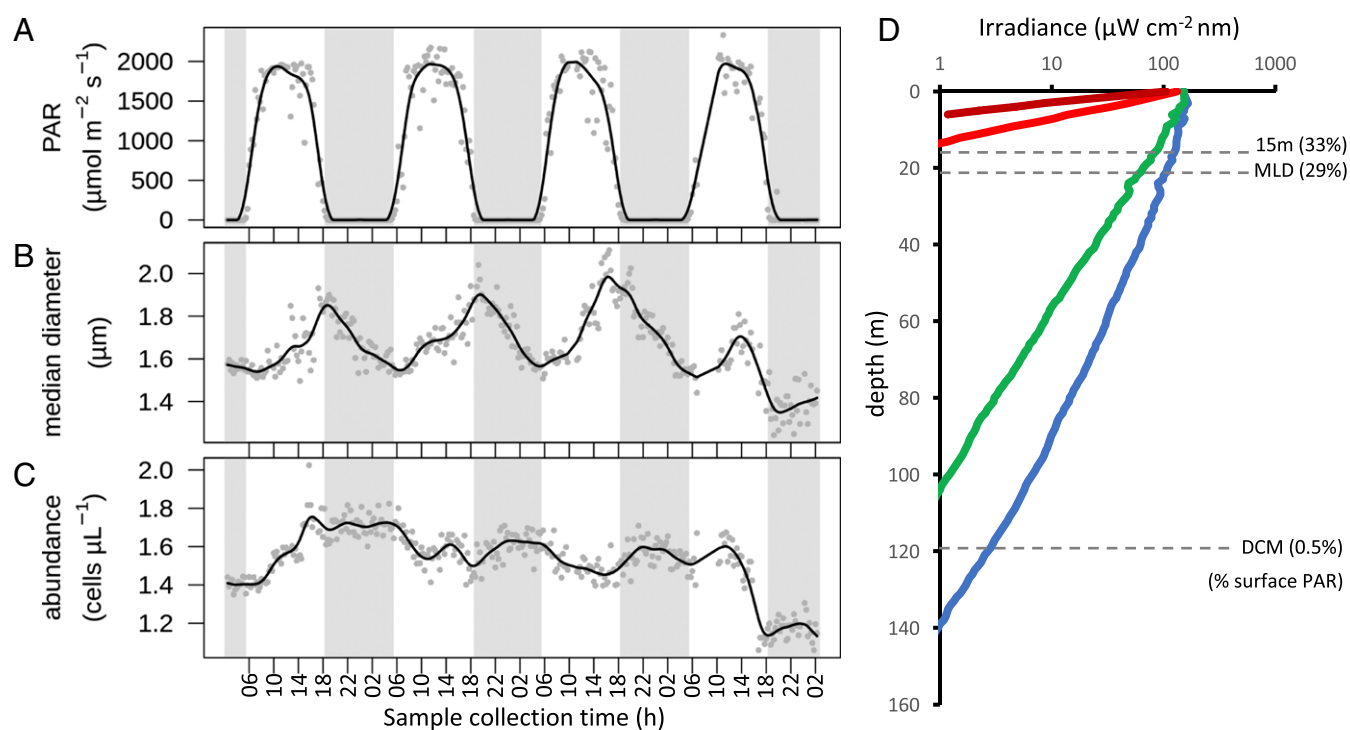 A
PAR
(μmol m⁻² s⁻¹)
2000
1500
1000
500
0
B
median diameter
(μm)
2.0
1.8
1.6
1.4
C
abundance
(cells μL⁻¹)
2.0
1.8
1.6
1.4
1.2
06 10 14 18 22 02 06 10 14 18 22 02 06 10 14 18 22 02 06 10 14 18 22 02
Sample collection time (h)
D
Irradiance (μW cm⁻² nm)
1 10 100 1000
depth (m)
0
20
40
60
80
100
120
140
160
15m (33%)
MLD (29%)
DCM (0.5%)
(% surface PAR)